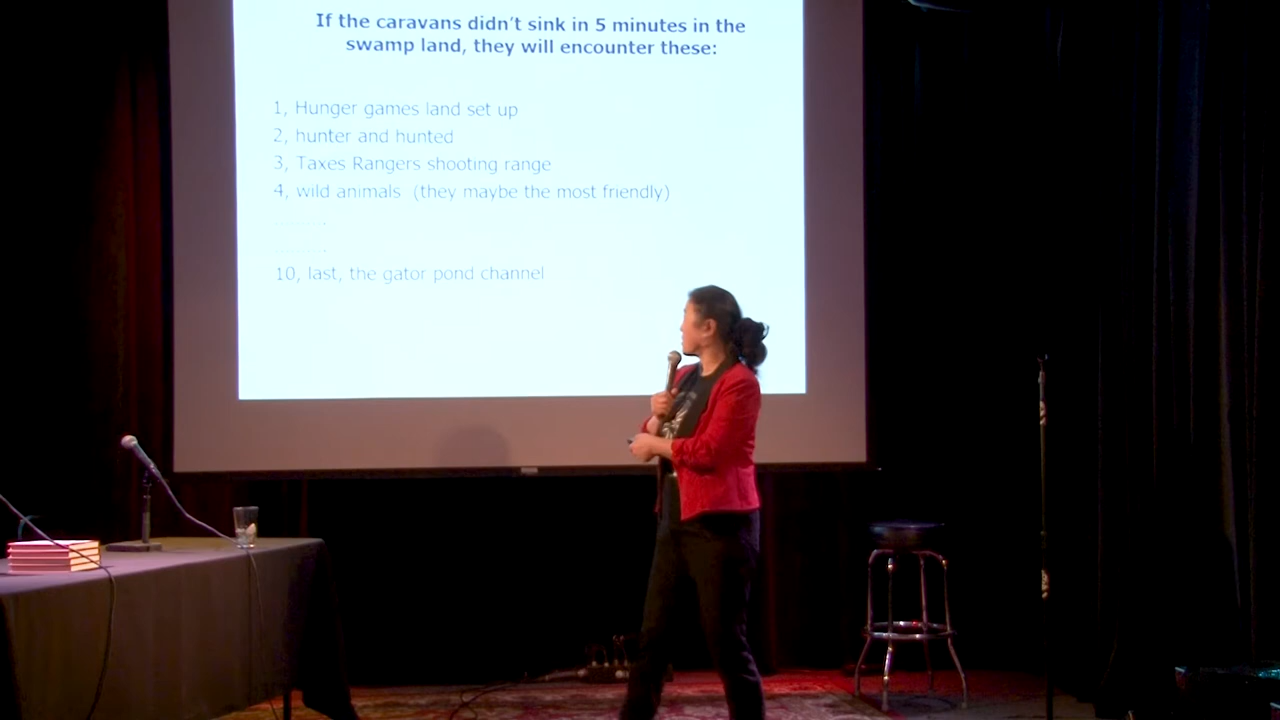 If the caravans didn't sink in 5 minutes in the
swamp land, they will encounter these:
1, Hunger games land set up
2, hunter and hunted
3, Taxes Rangers shooting range
4, wild animals (they maybe the most friendly)
..........
..........
10, last, the gator pond channel